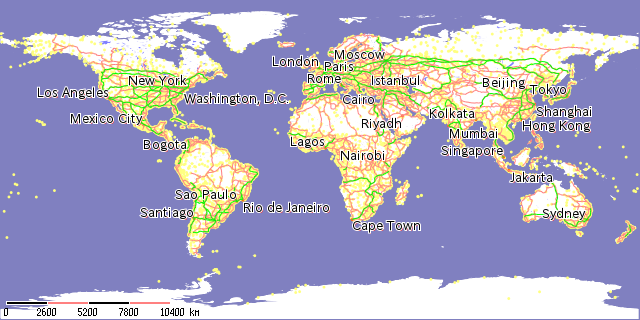 Moscow
London
Paris
Rome
Istanbul
New York
Beijing
Los Angeles
Tokyo
Washington, D.C.
Cairo
Shanghai
Kolkata
Mexico City
Riyadh
Hong Kong
Mumbai
Bogota
Lagos
Singapore
Nairobi
Jakarta
Sao Paulo
Rio de Janeiro
Santiago
Sydney
Cape Town
0 2600 5200 7800 10400 км